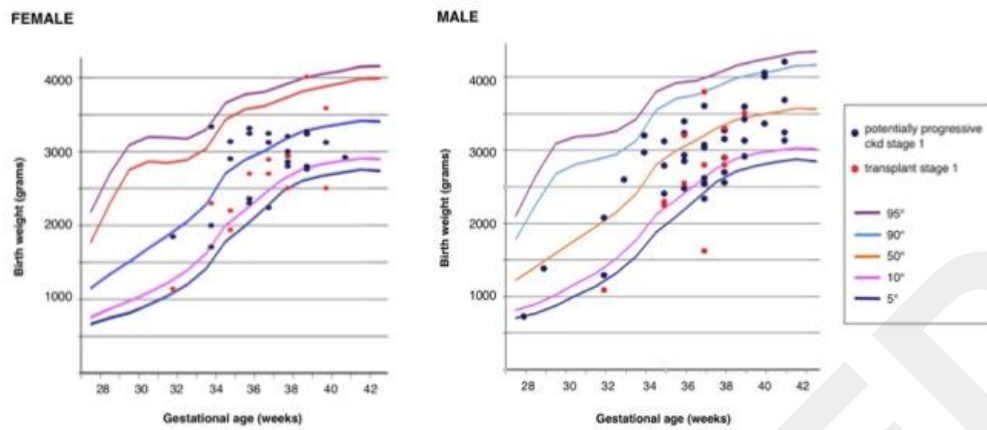 FEMALE
4000
3000
2000
1000
Birth weight (grams)
28 30 32 34 36 38 40 42
Gestational age (weeks)
MALE
4000
3000
2000
1000
Birth weight (grams)
28 30 32 34 36 38 40 42
Gestational age (weeks)
potentially progressive
ckd stage 1
transplant stage 1
95°
90°
50°
10°
5°